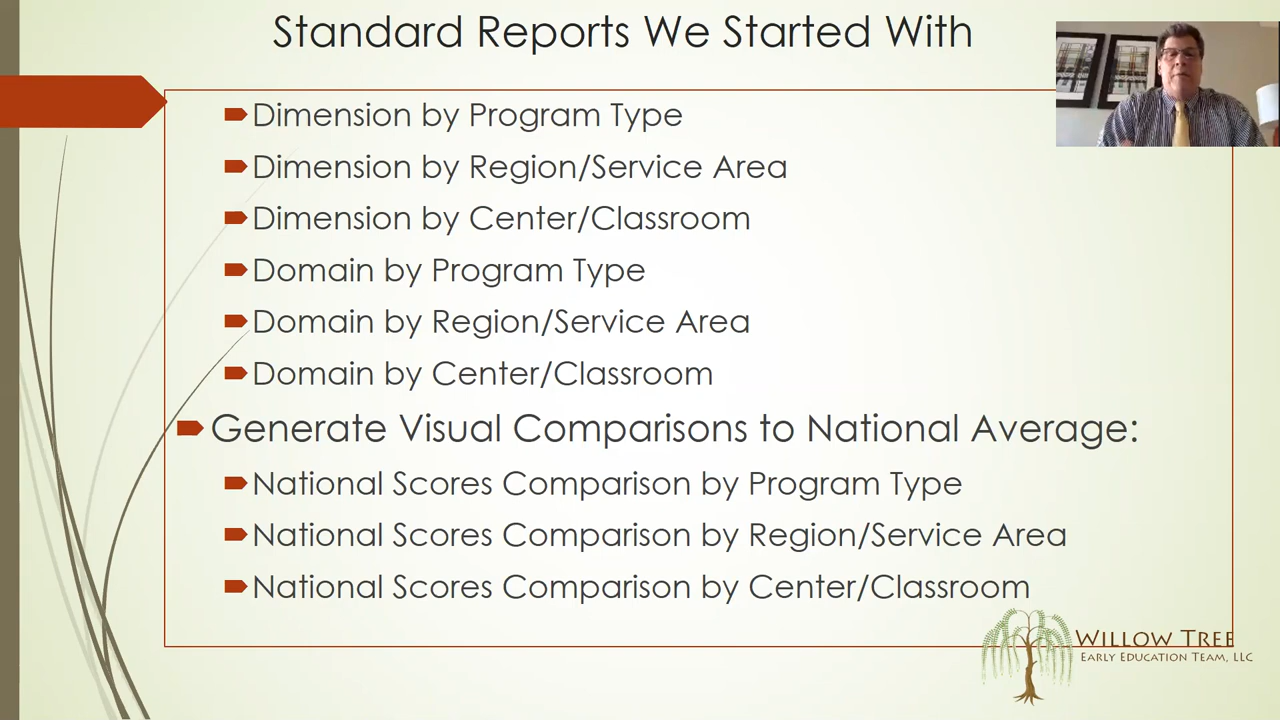 Standard Reports We Started With
Dimension by Program Type
Dimension by Region/Service Area
Dimension by Center/Classroom
Domain by Program Type
Domain by Region/Service Area
Domain by Center/Classroom
Generate Visual Comparisons to National Average:
National Scores Comparison by Program Type
National Scores Comparison by Region/Service Area
National Scores Comparison by Center/Classroom
Willow Tree
Early Education Team, LLC